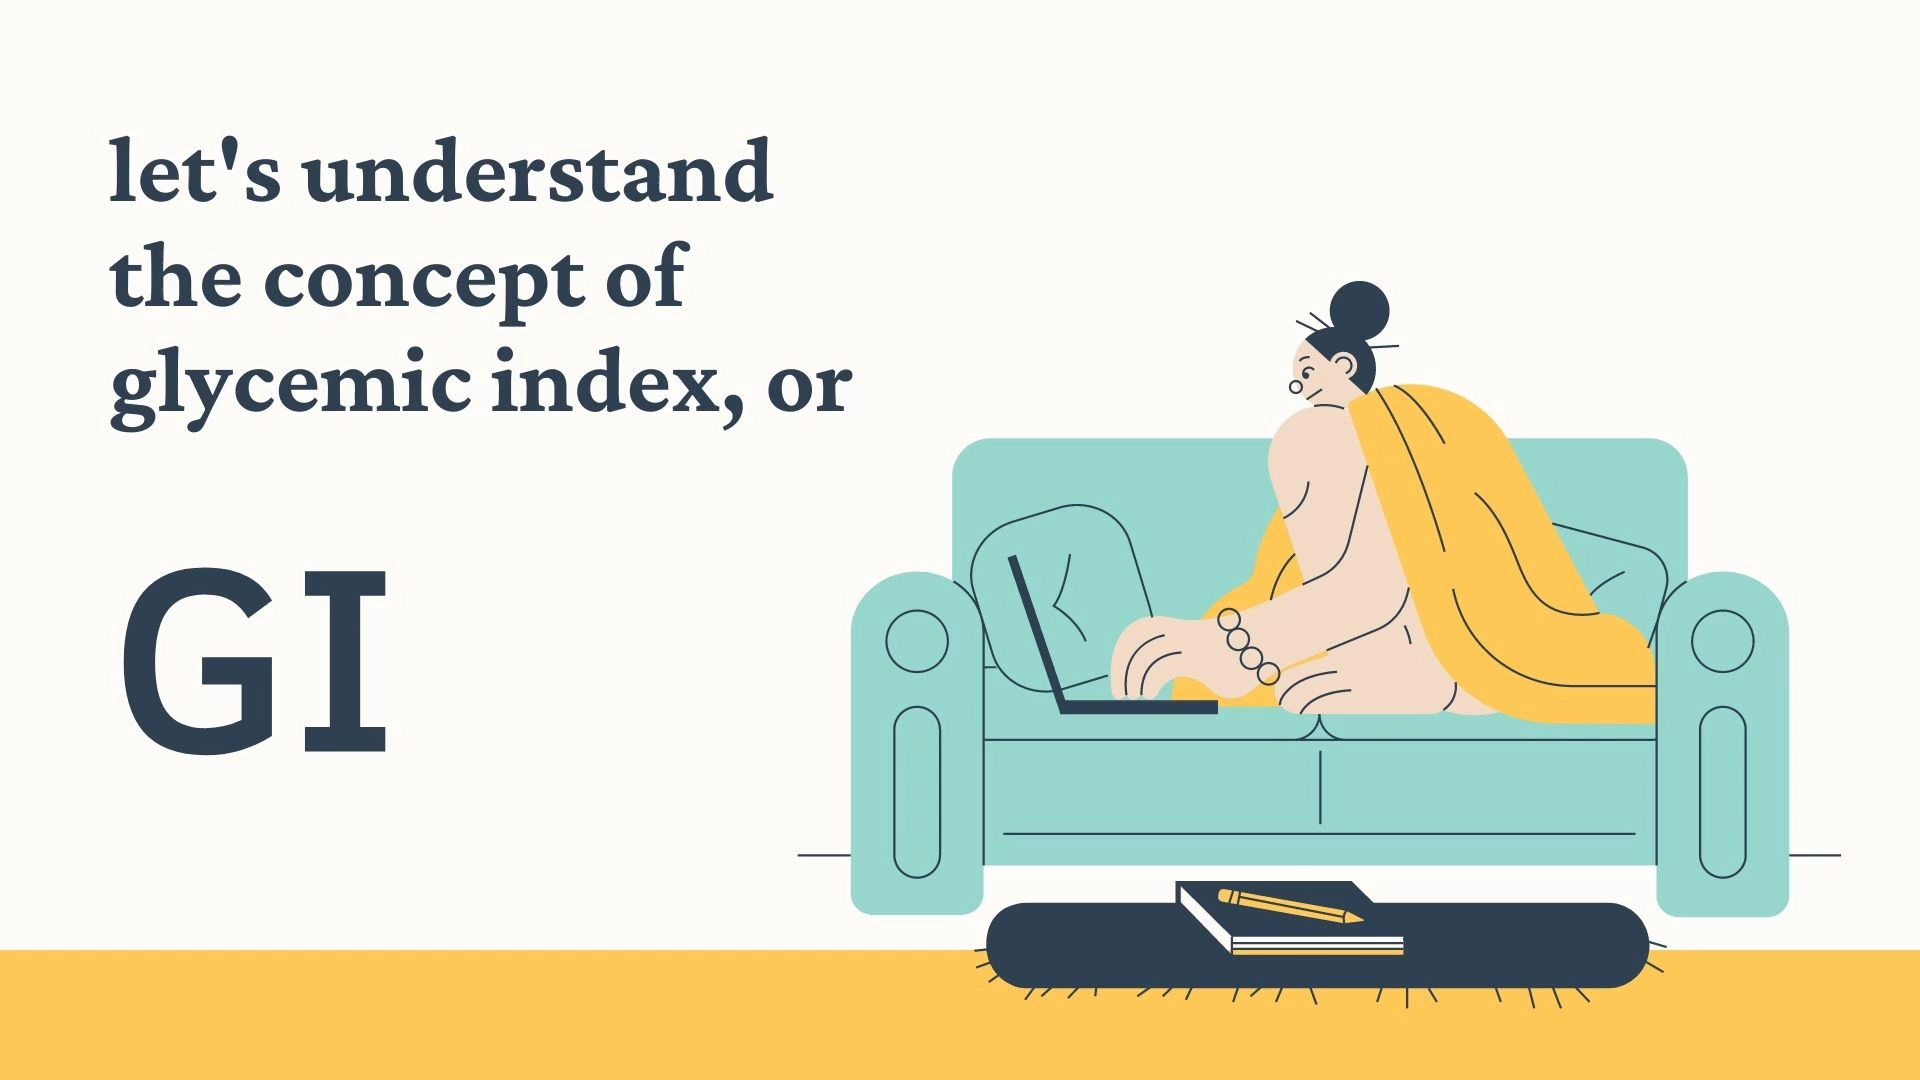 let's understand
the concept of
glycemic index, or
GI